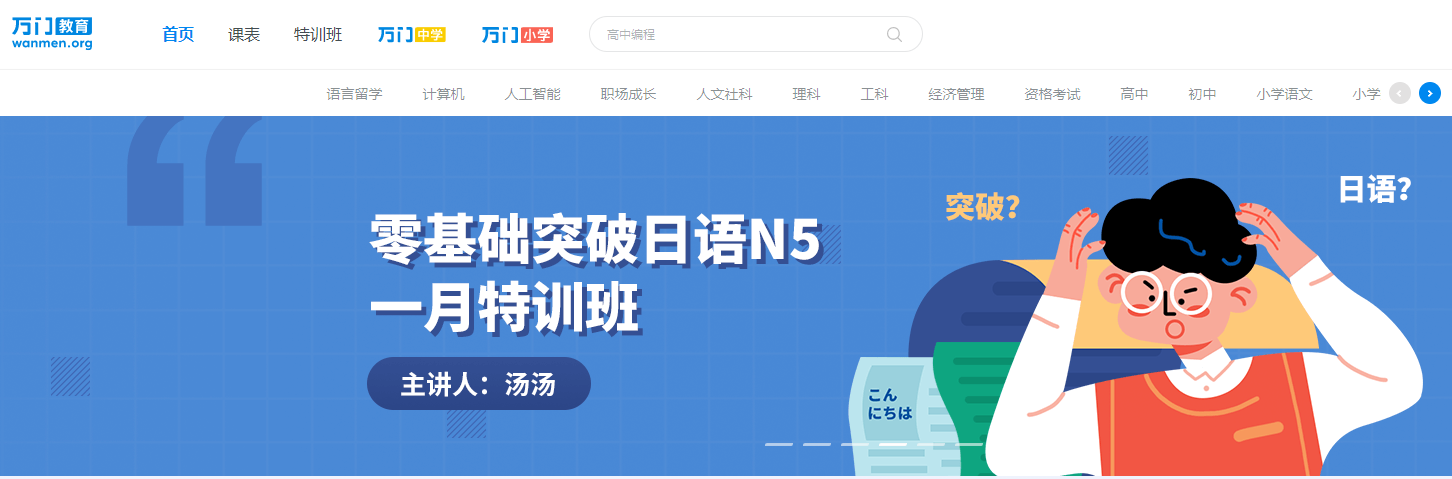 万门教育
wanmen.org
首页 课表 特训班 万门中学 万门小学 高中编程
语言留学 计算机 人工智能 职场成长 人文社科 理科 工科 经济管理 资格考试 高中 初中 小学语文 小学
突破?
日语?
零基础突破日语N5
一月特训班
主讲人：汤汤
こん
にちは